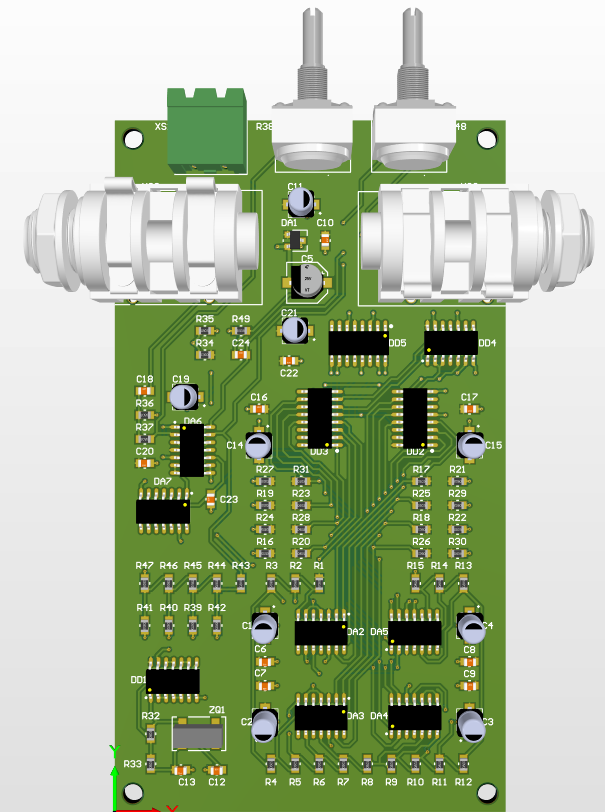 XS
R38
48
C11
DA1 C10
C5
R35 R49
C21
R34 C24
DD5 DD4
C22
C18 C19
R36
C16 C17
R37 DA6
C14 C15
C20 DD3 DD2
R27 R31 R17 R21
DA7
C23
R19 R23 R25 R29
R24 R28 R18 R22
R16 R20 R26 R30
R47 R46 R45 R44 R43 R3 R2 R1 R15 R14 R13
R41 R40 R39 R42
C1 DA2 DA5 C4
C6 C8
C7 C9
DD1
R32 ZQ1
C2 DA3 DA4 C3
Y
R33
C13 C12
R4 R5 R6 R7 R8 R9 R10 R11 R12
X